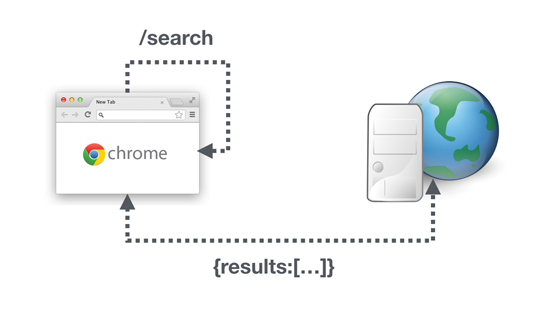 /search
New Tab
chrome
{results:[…]}